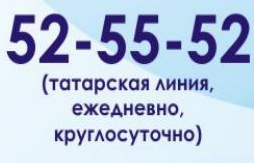 52-55-52
(татарская линия,
ежедневно,
круглосуточно)